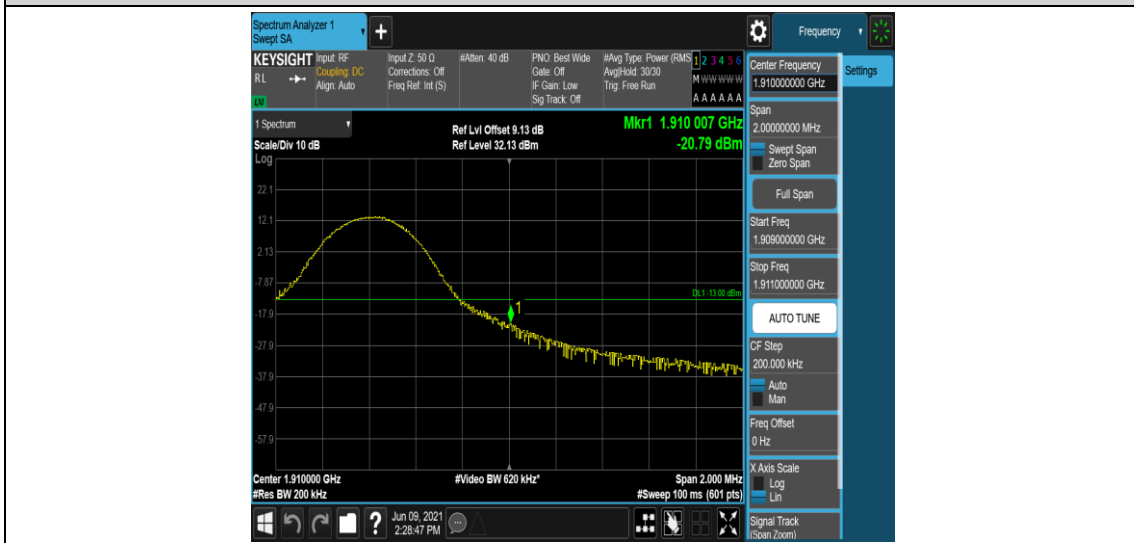 Spectrum Analyzer 1
Swept SA
+
Frequency
KEYSIGHT
RL
LXI
Input: RF
Coupling: DC
Align: Auto
Input Z: 50 Ω
Corrections: Off
Freq Ref: Int (S)
#Atten: 40 dB
PNO: Best Wide
Gate: Off
IF Gain: Low
Sig Track: Off
#Avg Type: Power (RMS
Avg|Hold: 30/30
Trig: Free Run
1 2 3 4 5 6
M W W W W W
A A A A A A
Center Frequency
1.910000000 GHz
Settings
Span
2.00000000 MHz
Swept Span
Zero Span
Full Span
Start Freq
1.909000000 GHz
Stop Freq
1.911000000 GHz
AUTO TUNE
CF Step
200.000 kHz
Auto
Man
Freq Offset
0 Hz
X Axis Scale
Log
Lin
Signal Track
(Span Zoom)
1 Spectrum
Scale/Div 10 dB
Ref Lvl Offset 9.13 dB
Ref Level 32.13 dBm
Mkr1 1.910 007 GHz
-20.79 dBm
Log
22.1
12.1
2.13
-7.87
DL1 -13.00 dBm
-17.9
1
-27.9
-37.9
-47.9
-57.9
Center 1.910000 GHz
#Video BW 620 kHz*
Span 2.000 MHz
#Res BW 200 kHz
#Sweep 100 ms (601 pts)
?
Jun 09, 2021
2:28:47 PM